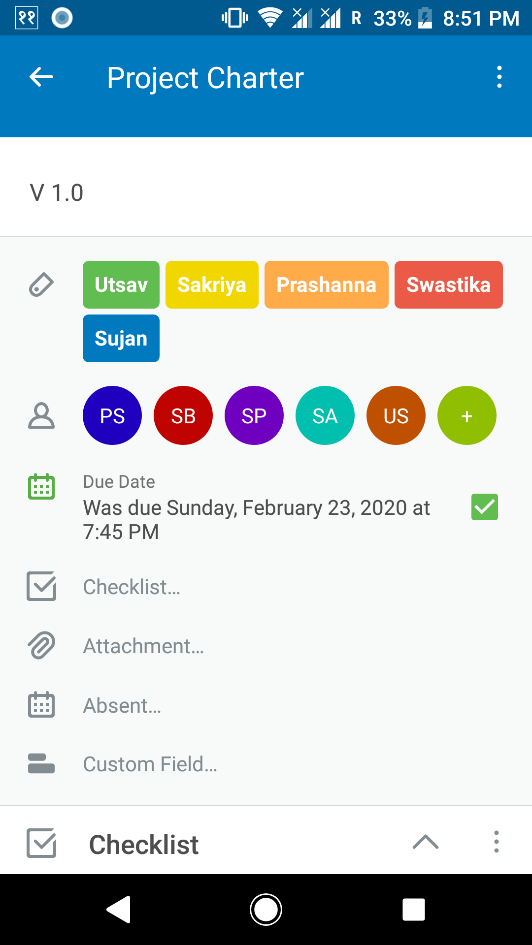 ११ R 33% 8:51 PM
Project Charter
V 1.0
Utsav Sakriya Prashanna Swastika
Sujan
PS SB SP SA US +
Due Date
Was due Sunday, February 23, 2020 at
7:45 PM
Checklist…
Attachment…
Absent…
Custom Field…
Checklist